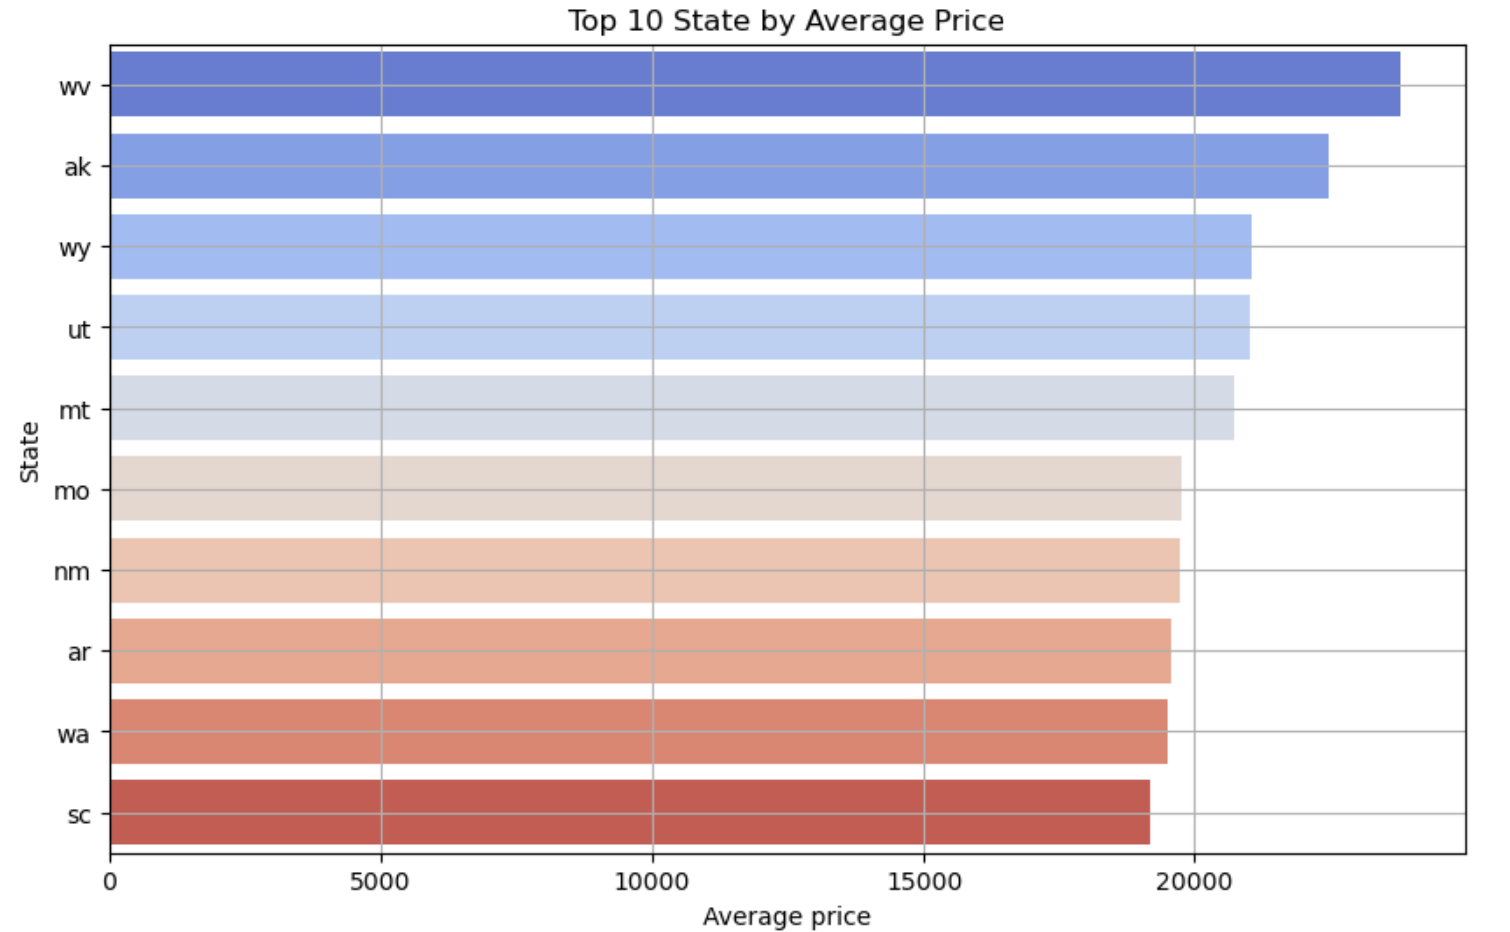 Top 10 State by Average Price
wv
ak
wy
ut
mt
mo
nm
ar
wa
sc
State
0 5000 10000 15000 20000
Average price